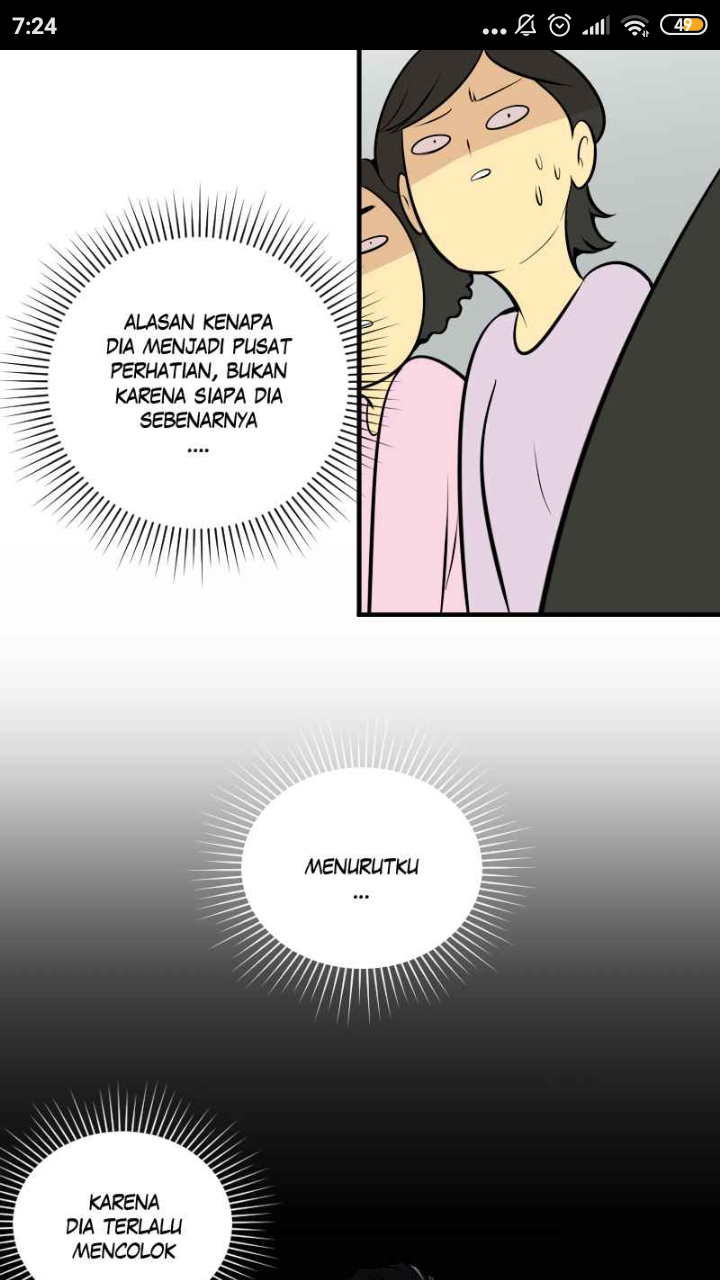 7:24
49
ALASAN KENAPA
DIA MENJADI PUSAT
PERHATIAN, BUKAN
KARENA SIAPA DIA
SEBENARNYA
....
MENURUTKU
...
KARENA
DIA TERLALU
MENCOLOK